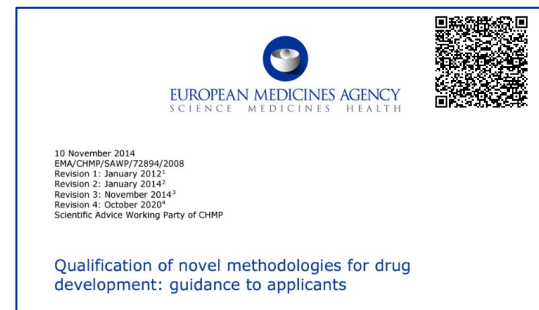 EUROPEAN MEDICINES AGENCY
SCIENCE MEDICINES HEALTH
10 November 2014
EMA/CHMP/SAWP/72894/2008
Revision 1: January 2012¹
Revision 2: January 2014²
Revision 3: November 2014³
Revision 4: October 2020⁴
Scientific Advice Working Party of CHMP
Qualification of novel methodologies for drug
development: guidance to applicants